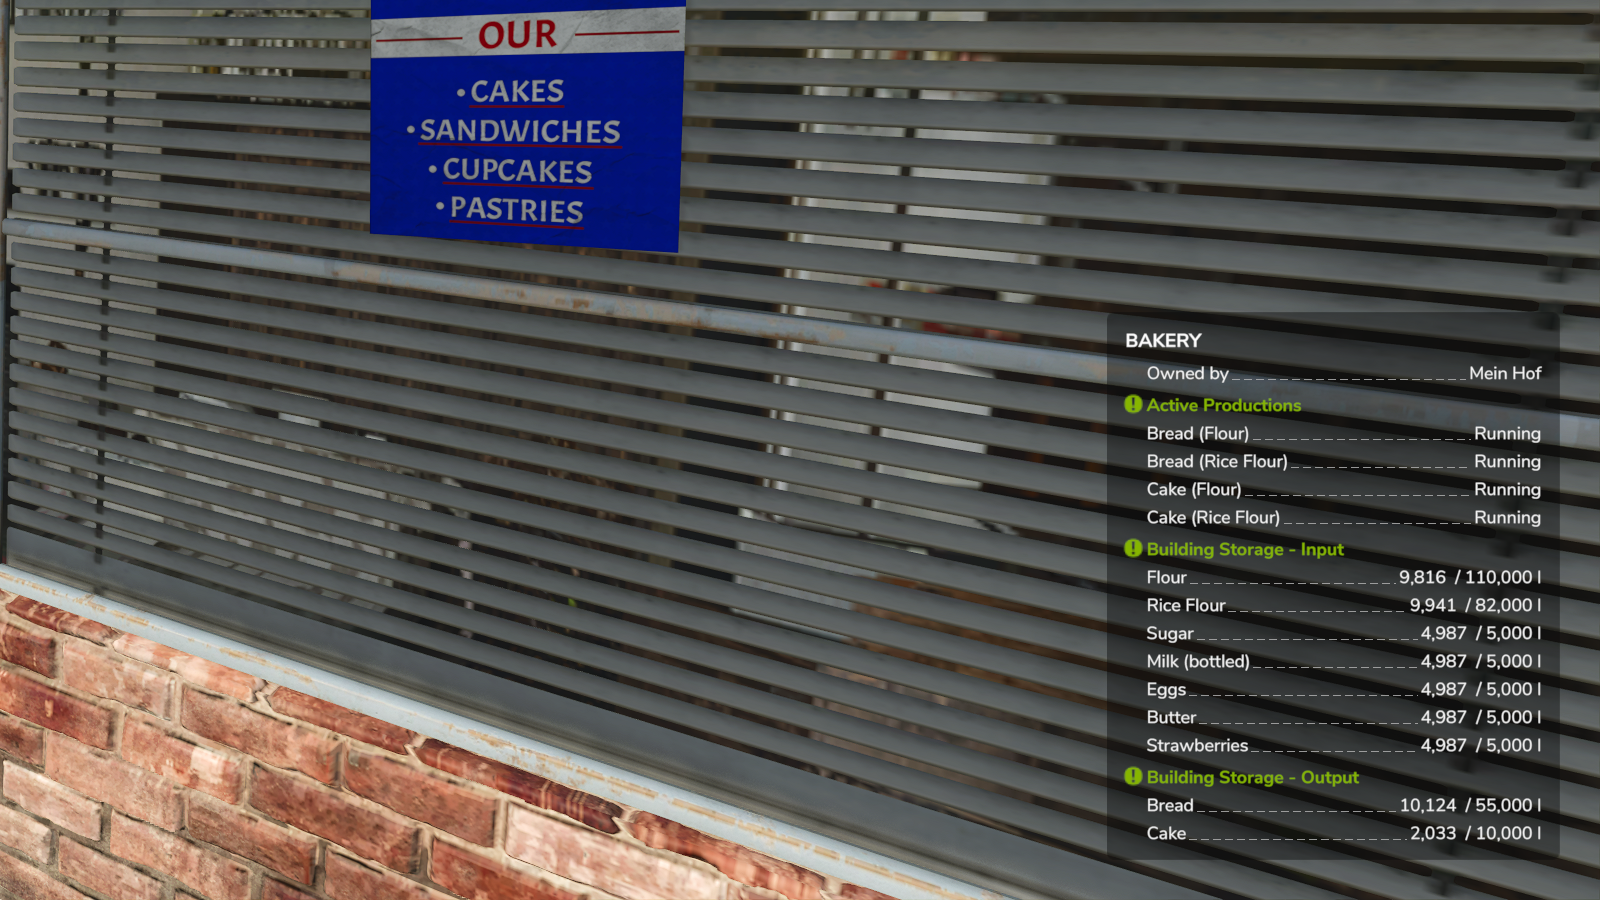 OUR
• CAKES
• SANDWICHES
• CUPCAKES
• PASTRIES
BAKERY
Owned by Mein Hof
Active Productions
Bread (Flour) Running
Bread (Rice Flour) Running
Cake (Flour) Running
Cake (Rice Flour) Running
Building Storage - Input
Flour 9,816 / 110,000 l
Rice Flour 9,941 / 82,000 l
Sugar 4,987 / 5,000 l
Milk (bottled) 4,987 / 5,000 l
Eggs 4,987 / 5,000 l
Butter 4,987 / 5,000 l
Strawberries 4,987 / 5,000 l
Building Storage - Output
Bread 10,124 / 55,000 l
Cake 2,033 / 10,000 l